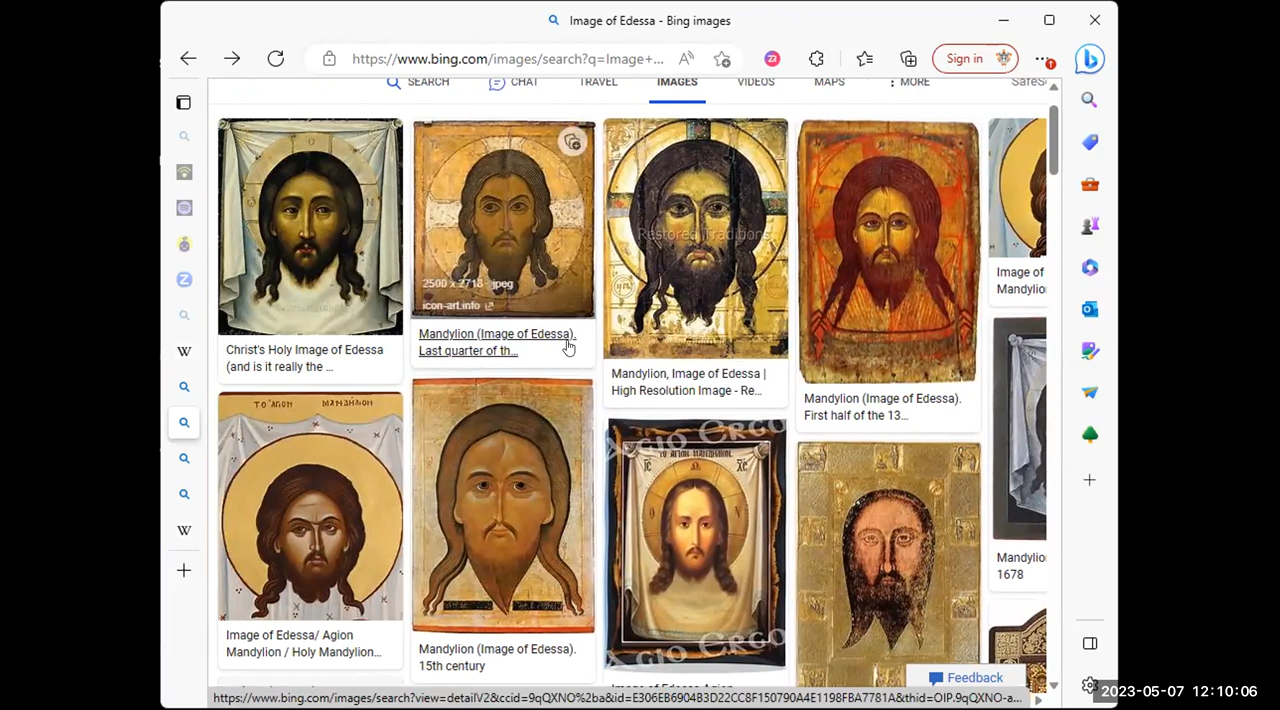 Image of Edessa - Bing images
https://www.bing.com/images/search?q=Image+...
Sign in
SEARCH
CHAT
TRAVEL
IMAGES
VIDEOS
MAPS
MORE
2500 x 2718 · jpeg
icon-art.info
Restored Traditions
Christ's Holy Image of Edessa
(and is it really the ...
Mandylion (Image of Edessa).
Last quarter of th...
Mandylion, Image of Edessa |
High Resolution Image - Re...
Mandylion (Image of Edessa).
First half of the 13...
Image of
Mandylio
ΤΟ ΑΓΙΟΝ ΜΑΝΔΗΛΙΟΝ
Image of Edessa/ Agion
Mandylion / Holy Mandylion...
Mandylion (Image of Edessa).
15th century
AGIO ERGO
AGIO ERGO
Mandylio
1678
Feedback
https://www.bing.com/images/search?view=detailV2&ccid=9qQXNO%2ba&id=E306EB6904B3D22CC8F150790A4E1198FBA7781A&thid=OIP.9qQXNO-a...
2023-05-07 12:10:06